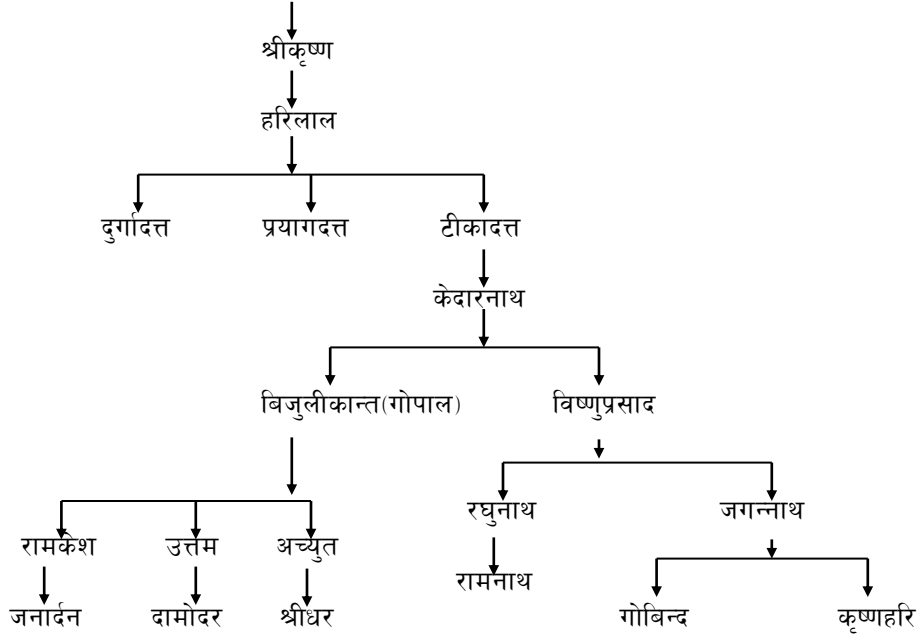 श्रीकृष्ण
हरिलाल
दुर्गादत्त प्रयागदत्त टीकादत्त
केदारनाथ
बिजुलीकान्त(गोपाल) विष्णुप्रसाद
रघुनाथ जगन्नाथ
रामकेश उत्तम अच्युत
रामनाथ
जनार्दन दामोदर श्रीधर गोबिन्द कृष्णहरि